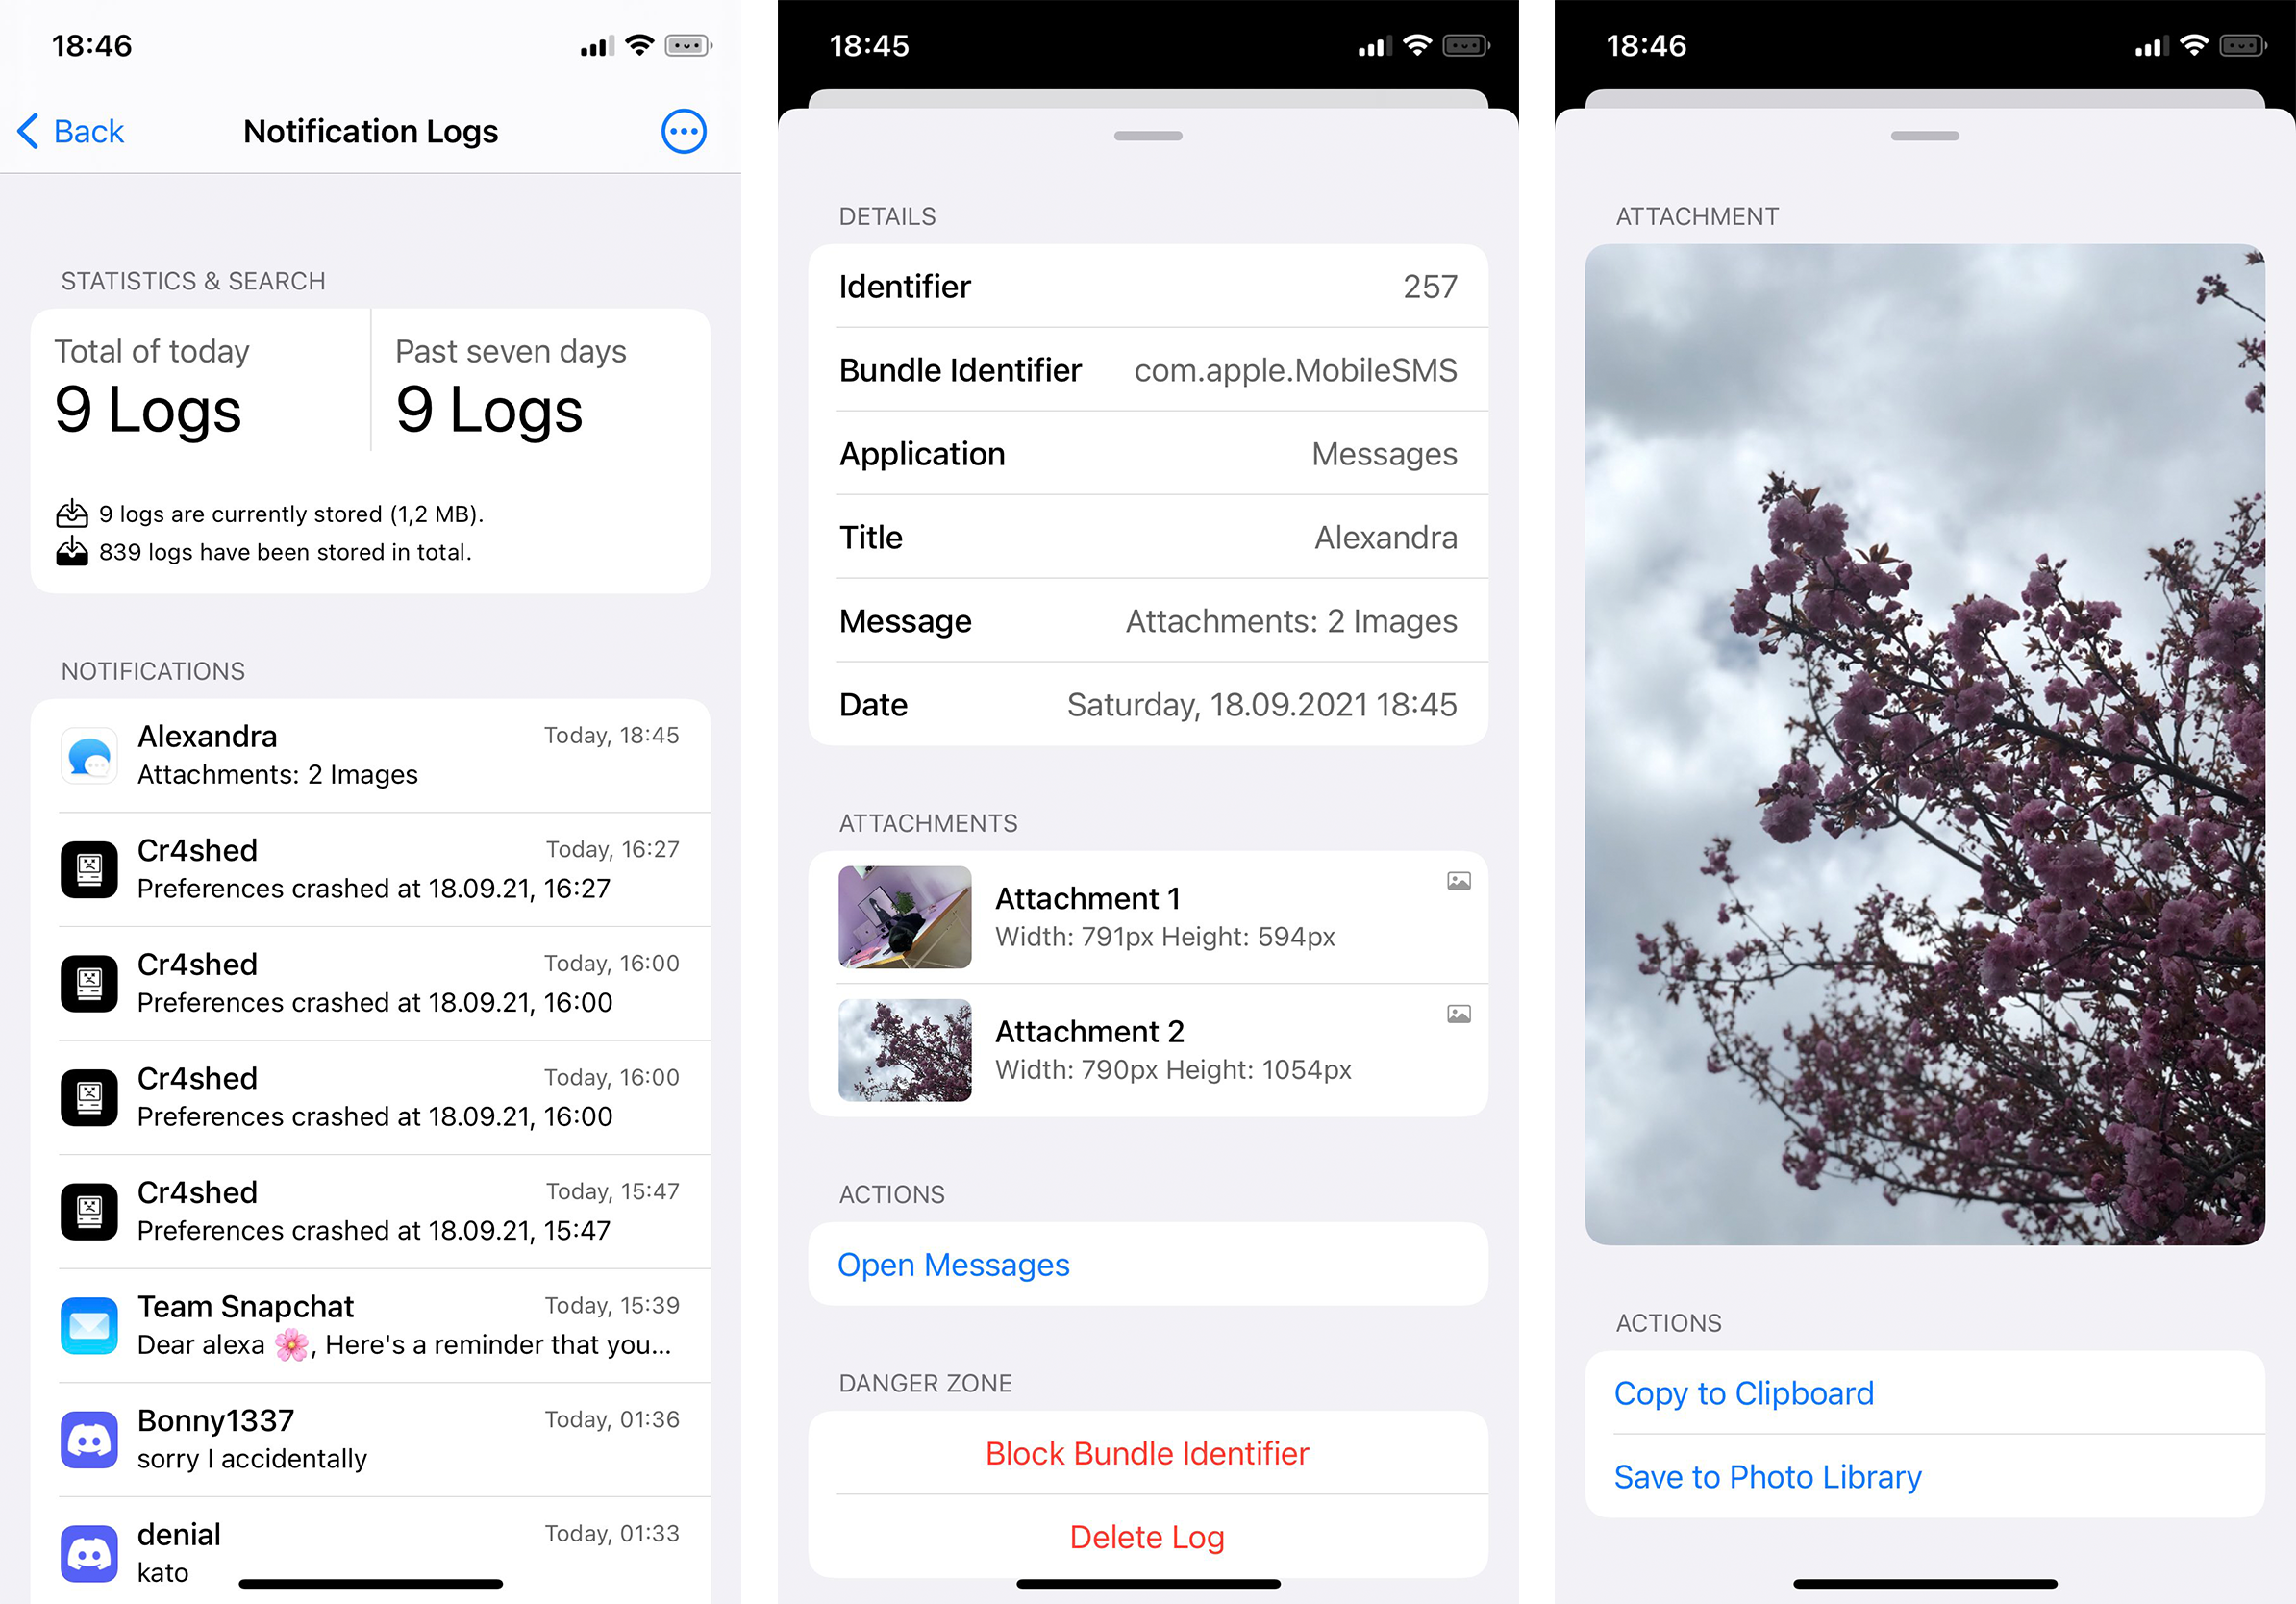 18:46
Back
Notification Logs
STATISTICS & SEARCH
Total of today
9 Logs
Past seven days
9 Logs
9 logs are currently stored (1,2 MB).
839 logs have been stored in total.
NOTIFICATIONS
Alexandra
Today, 18:45
Attachments: 2 Images
Cr4shed
Today, 16:27
Preferences crashed at 18.09.21, 16:27
Cr4shed
Today, 16:00
Preferences crashed at 18.09.21, 16:00
Cr4shed
Today, 16:00
Preferences crashed at 18.09.21, 16:00
Cr4shed
Today, 15:47
Preferences crashed at 18.09.21, 15:47
Team Snapchat
Today, 15:39
Dear alexa 🌸, Here's a reminder that you...
Bonny1337
Today, 01:36
sorry I accidentally
denial
Today, 01:33
kato
18:45
DETAILS
Identifier 257
Bundle Identifier com.apple.MobileSMS
Application Messages
Title Alexandra
Message Attachments: 2 Images
Date Saturday, 18.09.2021 18:45
ATTACHMENTS
Attachment 1
Width: 791px Height: 594px
Attachment 2
Width: 790px Height: 1054px
ACTIONS
Open Messages
DANGER ZONE
Block Bundle Identifier
Delete Log
18:46
ATTACHMENT
ACTIONS
Copy to Clipboard
Save to Photo Library